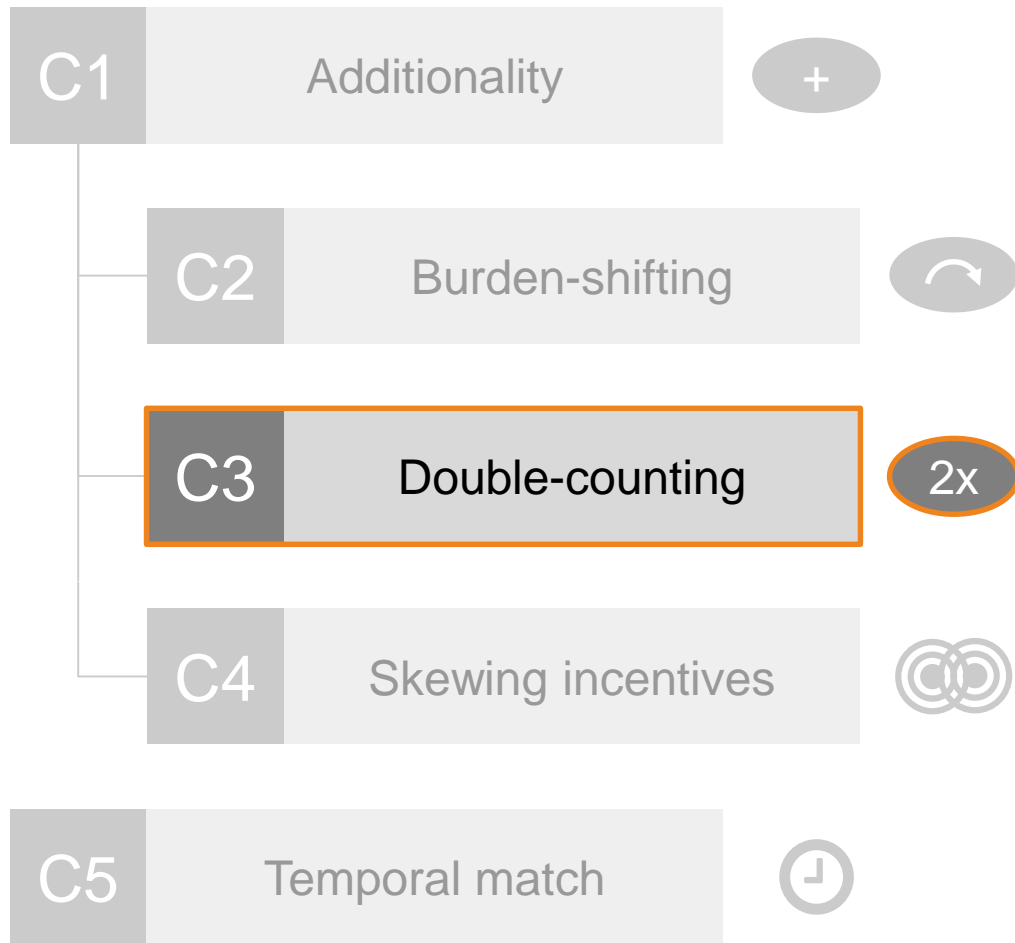 C1 Additionality +
C2 Burden-shifting
C3 Double-counting 2x
C4 Skewing incentives
C5 Temporal match